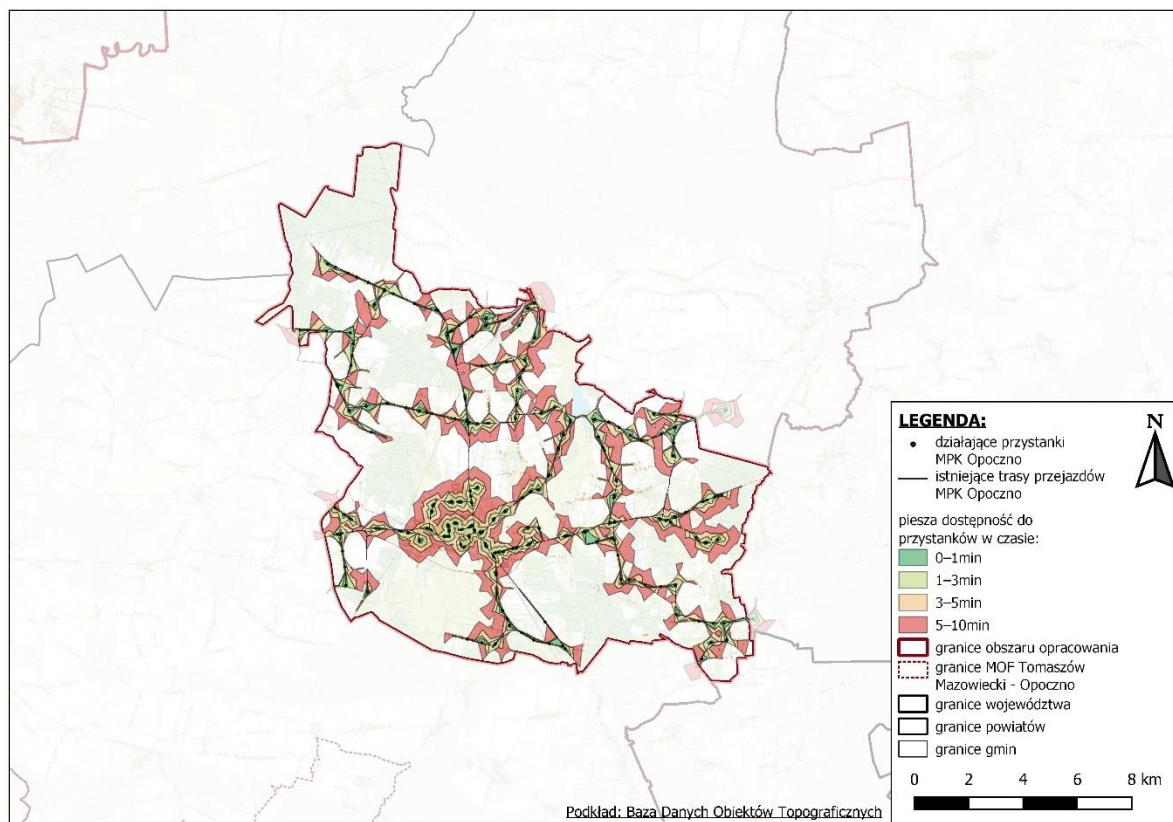 LEGENDA:
N
działające przystanki
MPK Opoczno
istniejące trasy przejazdów
MPK Opoczno
piesza dostępność do
przystanków w czasie:
0–1min
1–3min
3–5min
5–10min
granice obszaru opracowania
granice MOF Tomaszów
Mazowiecki - Opoczno
granice województwa
granice powiatów
granice gmin
0 2 4 6 8 km
Podkład: Baza Danych Obiektów Topograficznych